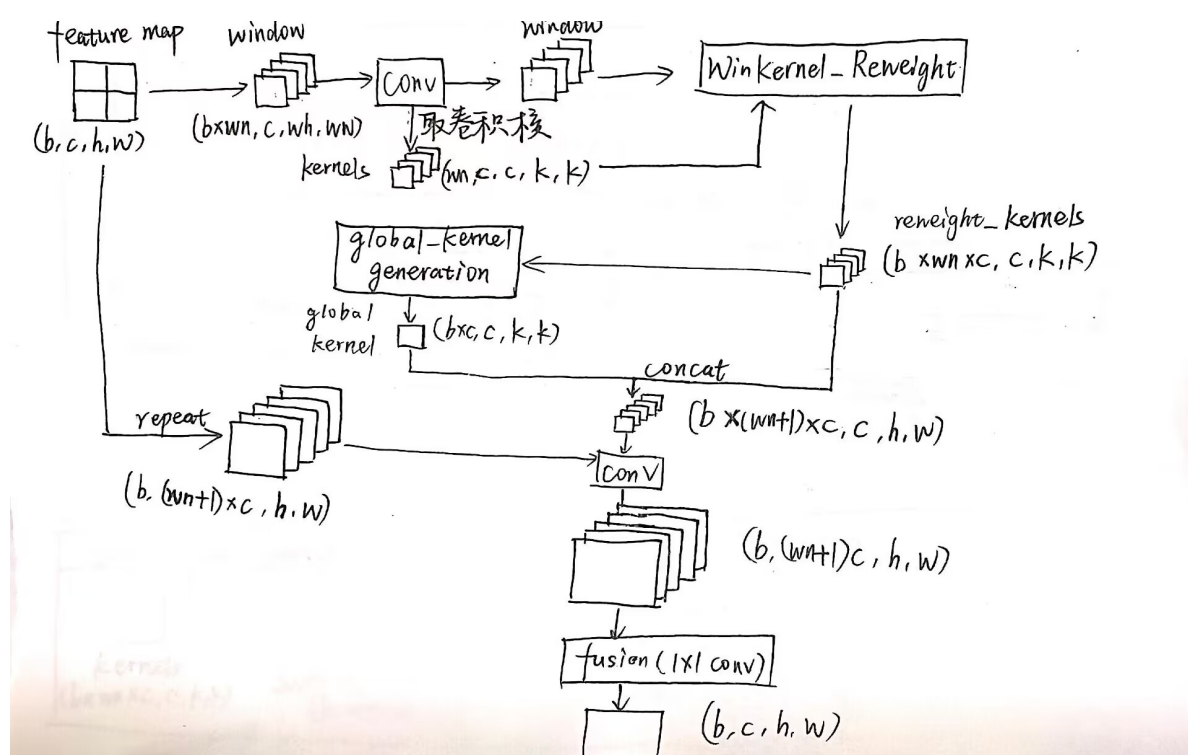 feature map
window
window
Conv
WinKernel_Reweight
(b,c,h,w)
(b×wn, c, wh, wN)
取卷积核
kernels
(wn, c. c, k, k)
reweight_kernels
(b ×wn ×c, c, k, k)
global_kernel
generation
global
kernel
(b×c, c, k, k)
concat
(b ×(wn+1)×c, c, h, w)
repeat
conv
(b, (wn+1)×c, h, w)
(b, (wn+1)c, h, w)
fusion (1×1 conv)
(b, c, h, w)